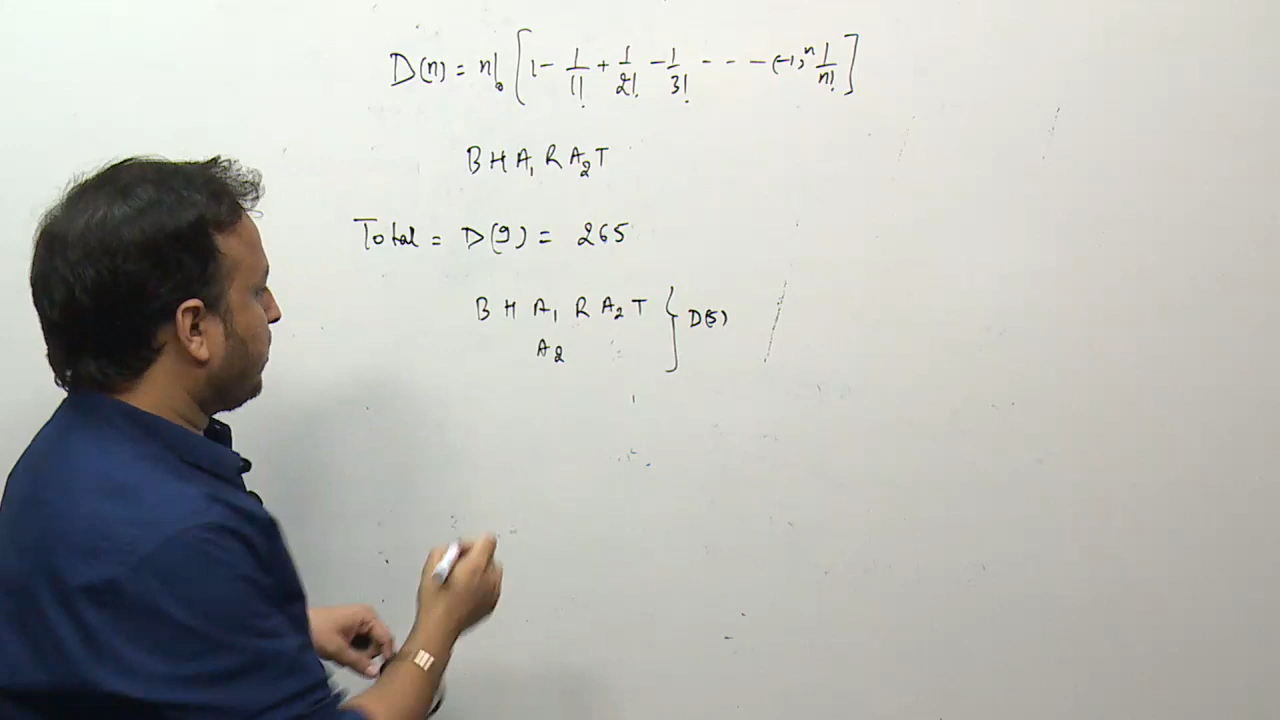 D(n) = n! [1 - 1/1! + 1/2! - 1/3! - - - - (-1)^n 1/n!]
B H A₁ R A₂ T
Total = D(9) = 265
B H A₁ R A₂ T } D(5)
A₂